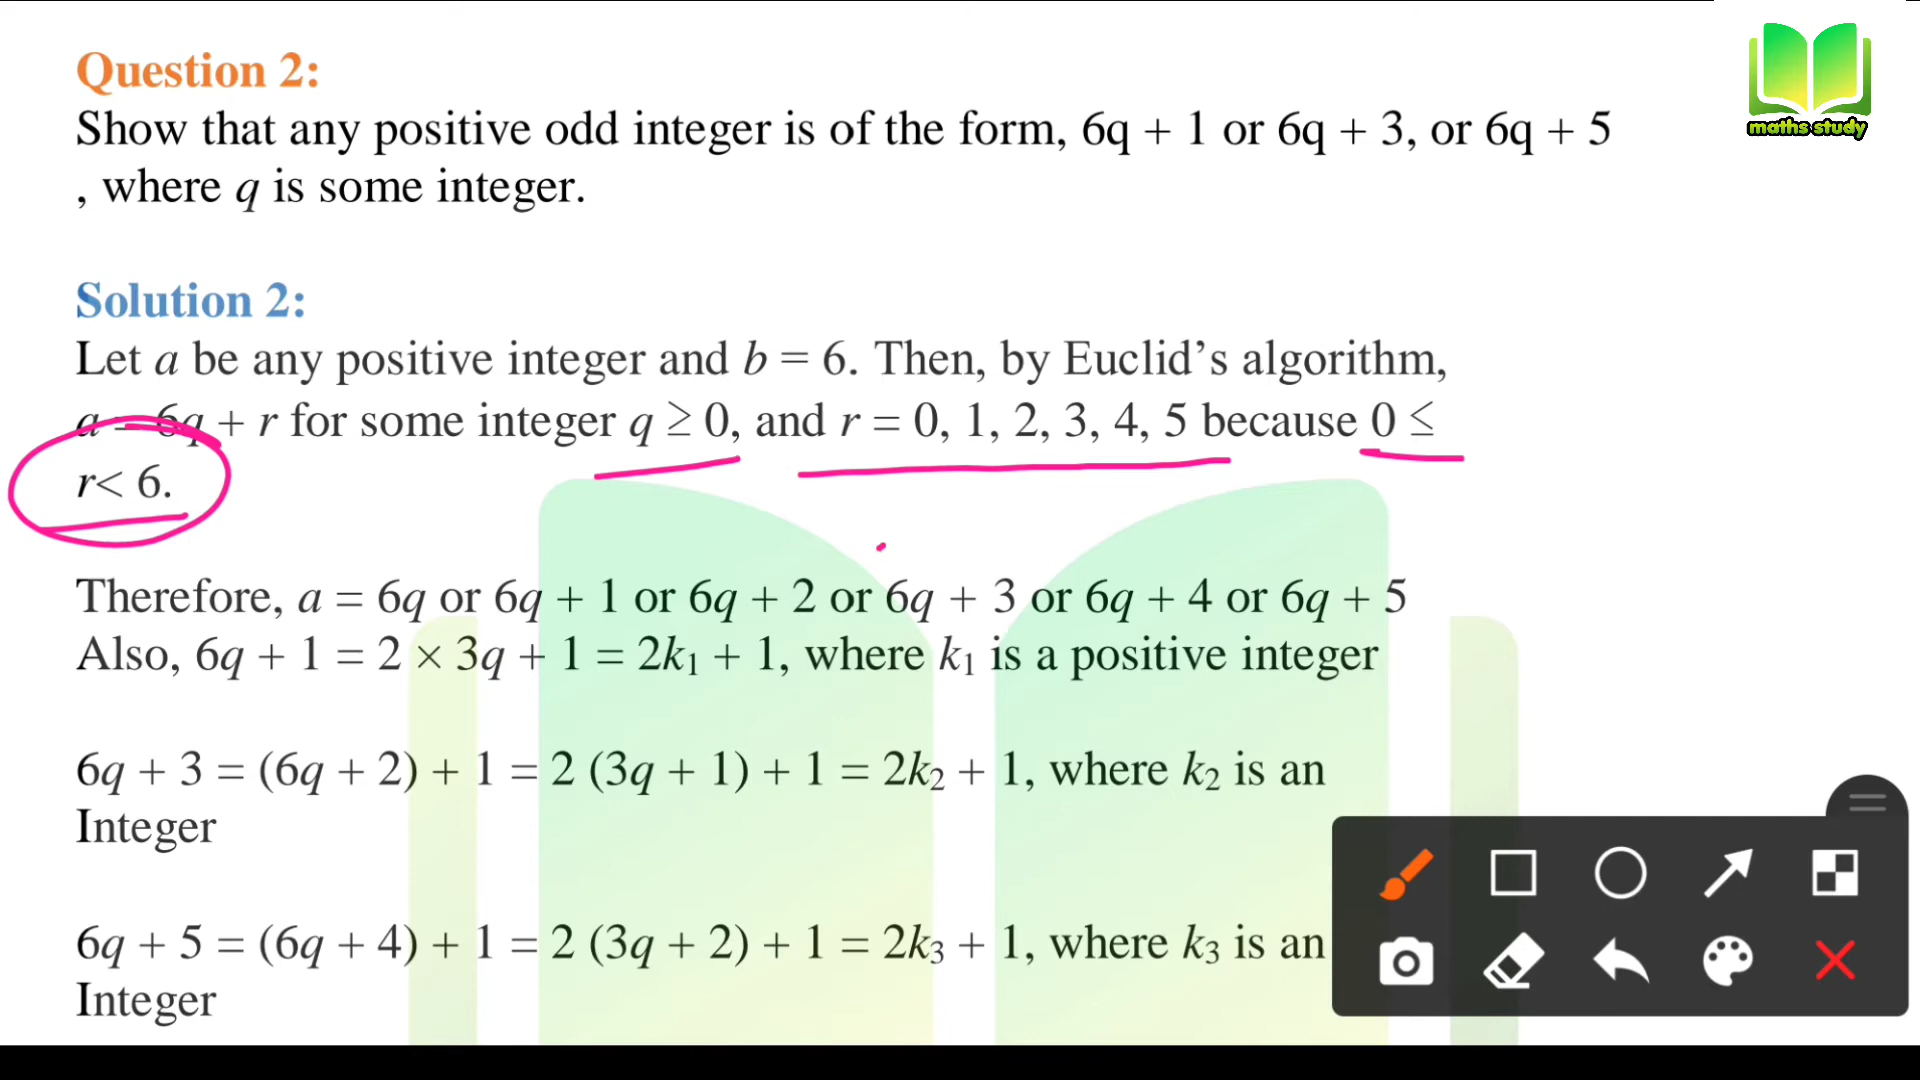 maths study
Question 2:
Show that any positive odd integer is of the form, 6q + 1 or 6q + 3, or 6q + 5
, where q is some integer.
Solution 2:
Let a be any positive integer and b = 6. Then, by Euclid’s algorithm,
a = 6q + r for some integer q ≥ 0, and r = 0, 1, 2, 3, 4, 5 because 0 ≤
r< 6.
Therefore, a = 6q or 6q + 1 or 6q + 2 or 6q + 3 or 6q + 4 or 6q + 5
Also, 6q + 1 = 2 × 3q + 1 = 2k₁ + 1, where k₁ is a positive integer
6q + 3 = (6q + 2) + 1 = 2 (3q + 1) + 1 = 2k₂ + 1, where k₂ is an
Integer
6q + 5 = (6q + 4) + 1 = 2 (3q + 2) + 1 = 2k₃ + 1, where k₃ is an
Integer